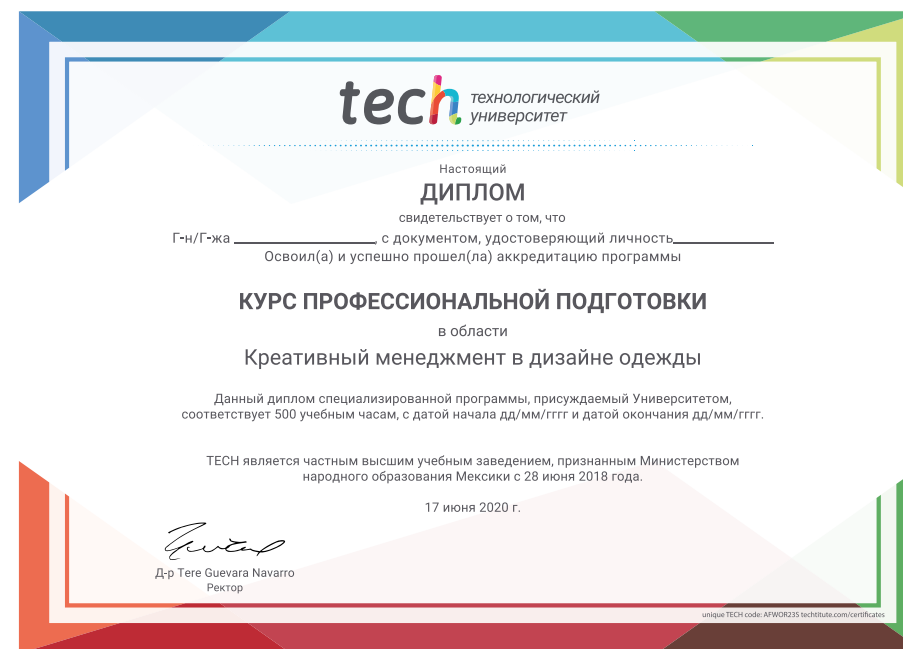 tech технологический
университет
Настоящий
ДИПЛОМ
свидетельствует о том, что
Г-н/Г-жа ____________________, с документом, удостоверяющий личность______________
Освоил(а) и успешно прошел(ла) аккредитацию программы
КУРС ПРОФЕССИОНАЛЬНОЙ ПОДГОТОВКИ
в области
Креативный менеджмент в дизайне одежды
Данный диплом специализированной программы, присуждаемый Университетом,
соответствует 500 учебным часам, с датой начала дд/мм/гггг и датой окончания дд/мм/гггг.
TECH является частным высшим учебным заведением, признанным Министерством
народного образования Мексики с 28 июня 2018 года.
17 июня 2020 г.
Д-р Tere Guevara Navarro
Ректор
unique TECH code: AFWOR23S techtitute.com/certificates